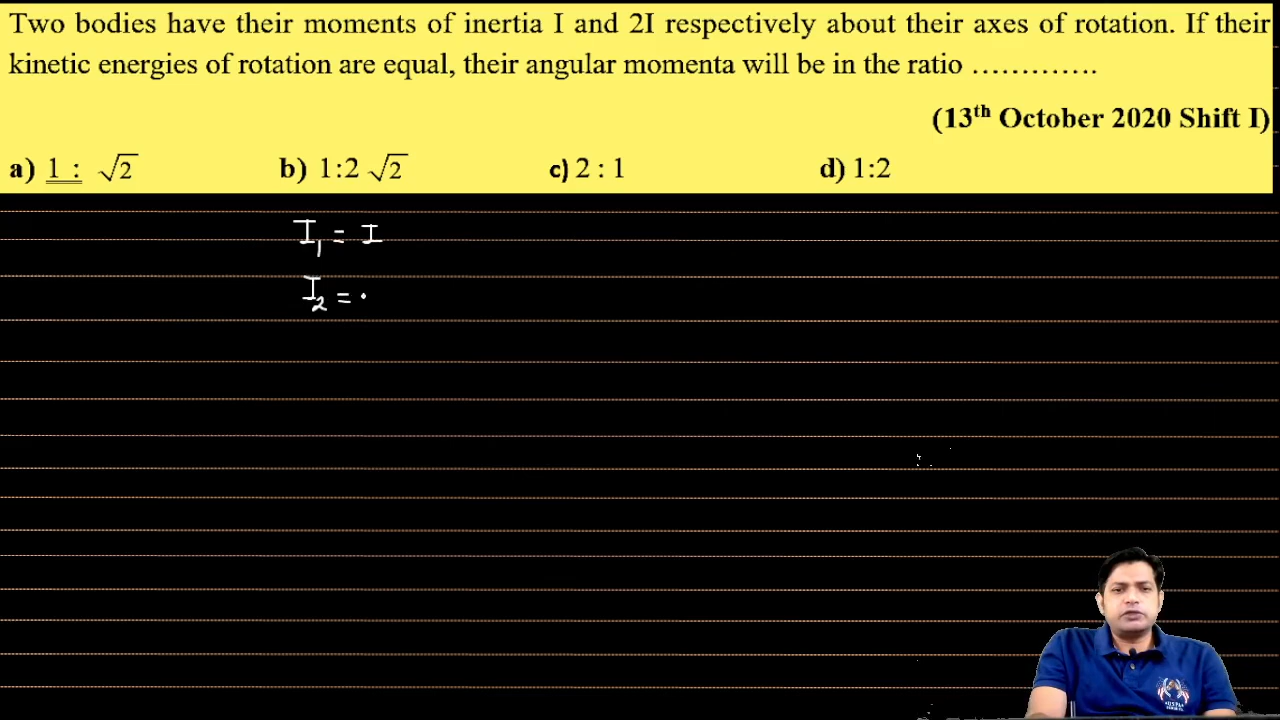 Two bodies have their moments of inertia I and 2I respectively about their axes of rotation. If their
kinetic energies of rotation are equal, their angular momenta will be in the ratio ………….
(13th October 2020 Shift I)
a) 1 : √2 b) 1:2 √2 c) 2 : 1 d) 1:2
I₁ = I
I₂ =